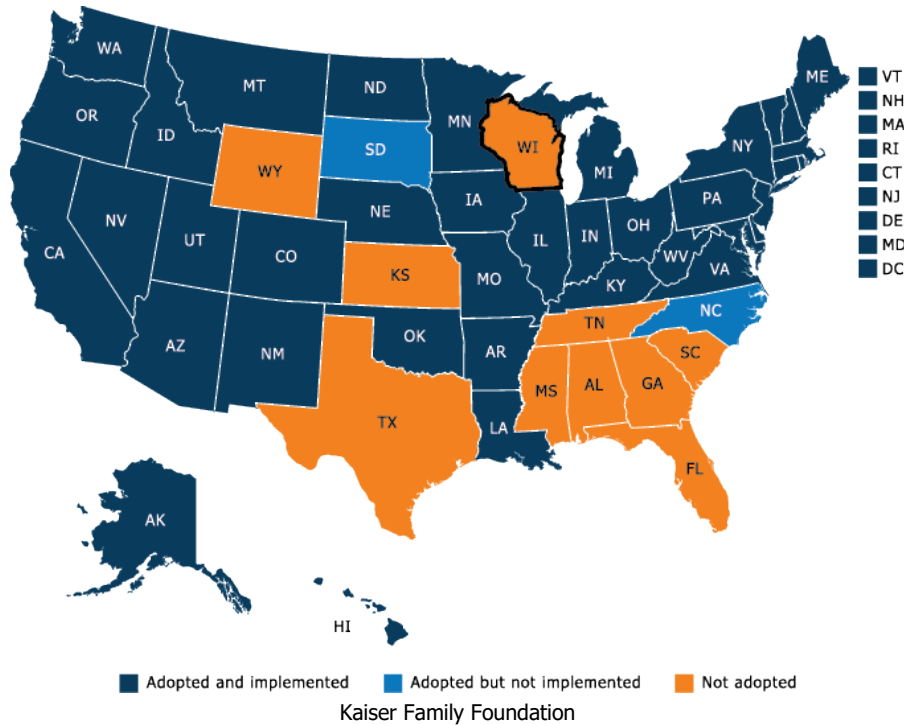 WA
MT
ND
MN
ME
VT
NH
MA
RI
CT
NJ
DE
MD
DC
OR
ID
SD
WI
NY
MI
WY
IA
PA
NE
NV
UT
CO
IL
IN
OH
WV
VA
CA
KS
MO
KY
NC
TN
OK
AZ
NM
AR
SC
MS
AL
GA
TX
LA
FL
AK
HI
Adopted and implemented Adopted but not implemented Not adopted
Kaiser Family Foundation